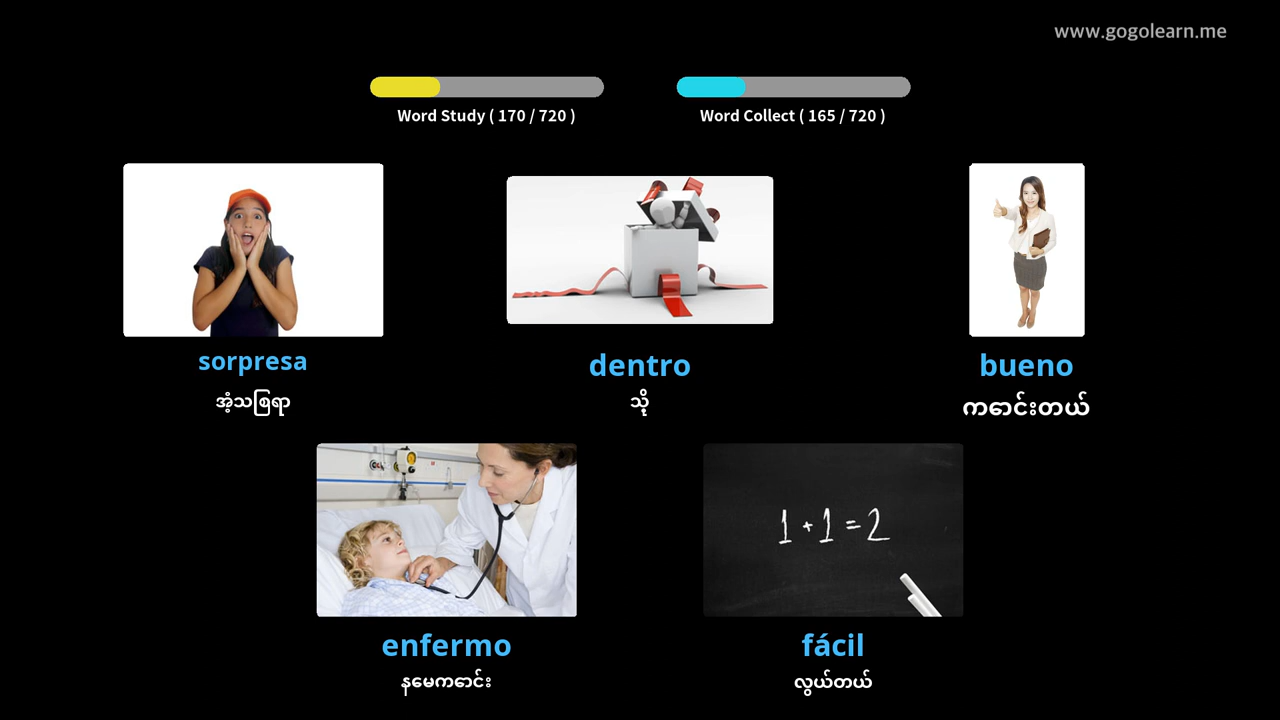 www.gogolearn.me
Word Study ( 170 / 720 )
Word Collect ( 165 / 720 )
sorpresa
အံ့သစြရာ
dentro
သို့
bueno
ကောင်းတယ်
enfermo
နမေကောင်း
fácil
လွယ်တယ်
1 + 1 = 2